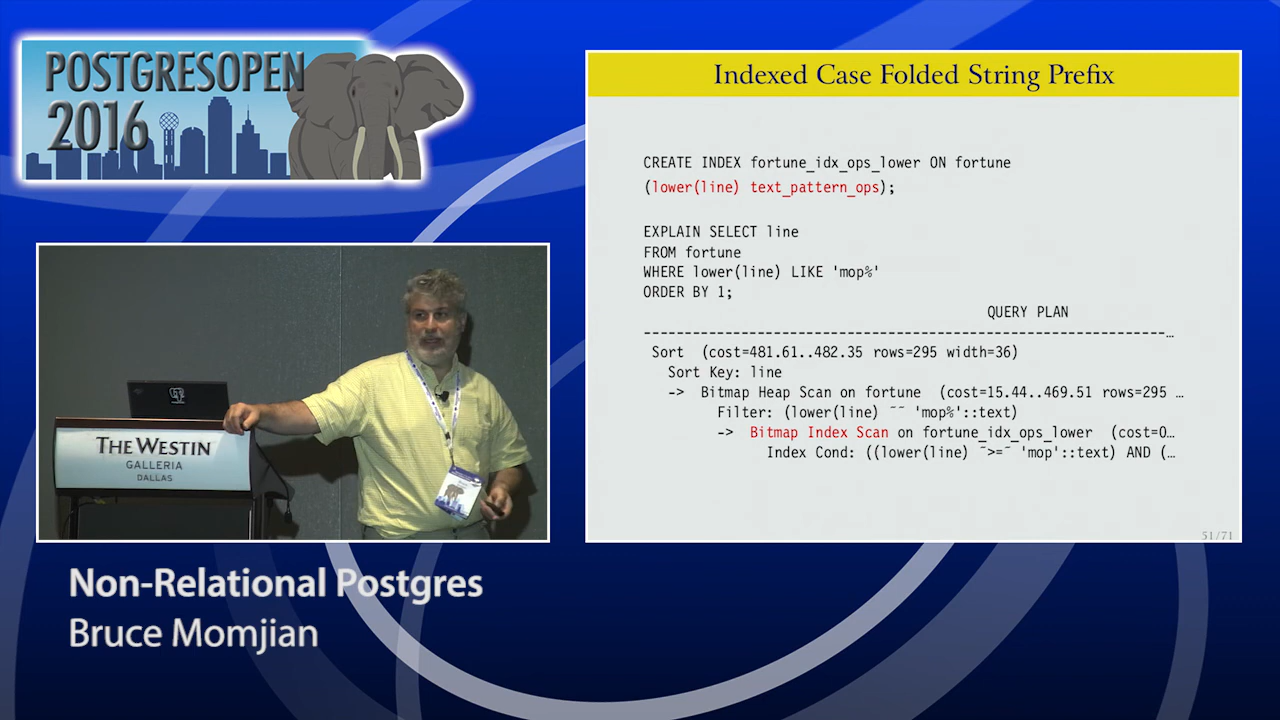 POSTGRESOPEN
2016
Indexed Case Folded String Prefix
CREATE INDEX fortune_idx_ops_lower ON fortune
(lower(line) text_pattern_ops);
EXPLAIN SELECT line
FROM fortune
WHERE lower(line) LIKE 'mop%'
ORDER BY 1;
QUERY PLAN
----------------------------------------------------------------…
Sort (cost=481.61..482.35 rows=295 width=36)
Sort Key: line
-> Bitmap Heap Scan on fortune (cost=15.44..469.51 rows=295 …
Filter: (lower(line) ~~ 'mop%'::text)
-> Bitmap Index Scan on fortune_idx_ops_lower (cost=0…
Index Cond: ((lower(line) ~>=~ 'mop'::text) AND (…
51/71
THE WESTIN
GALLERIA
DALLAS
Non-Relational Postgres
Bruce Momjian